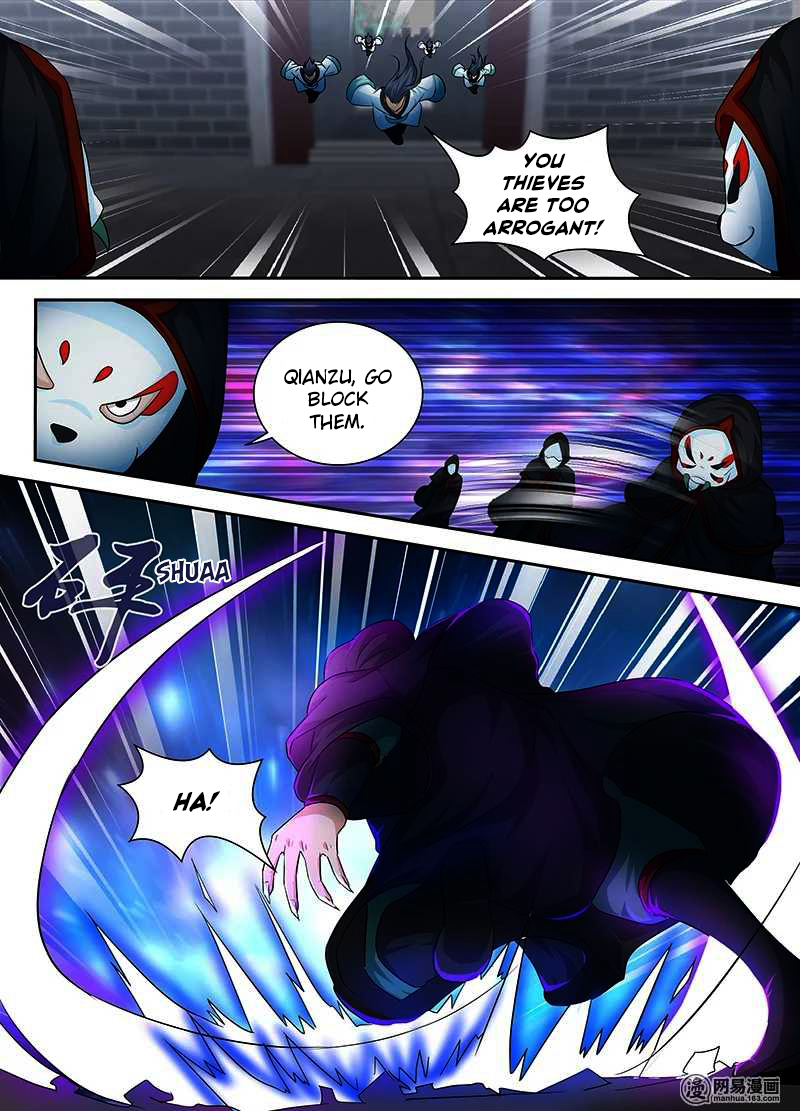 YOU
THIEVES
ARE TOO
ARROGANT!
QIANZU, GO
BLOCK
THEM.
SHUAA
HA!
网易漫画
manhua.163.com